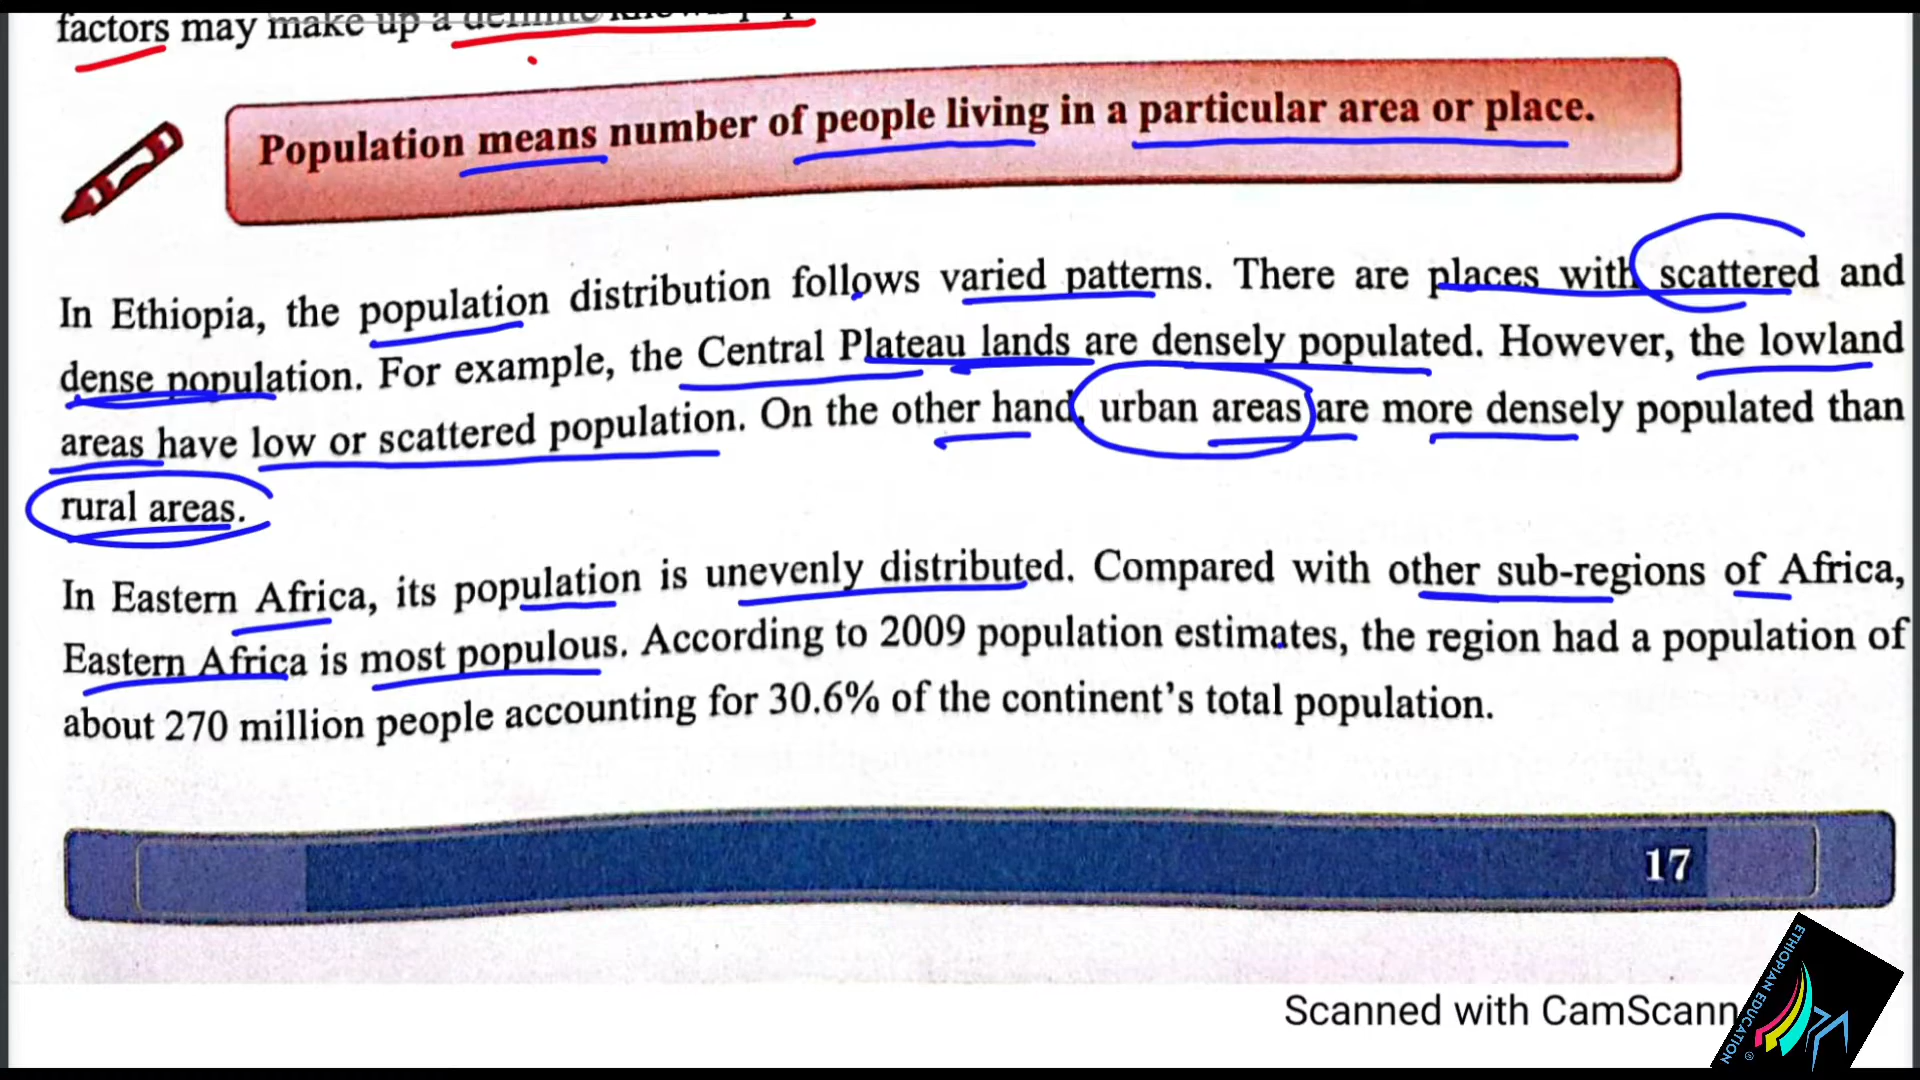 factors may make up a definite
Population means number of people living in a particular area or place.
In Ethiopia, the population distribution follows varied patterns. There are places with scattered and
dense population. For example, the Central Plateau lands are densely populated. However, the lowland
areas have low or scattered population. On the other hand, urban areas are more densely populated than
rural areas.
In Eastern Africa, its population is unevenly distributed. Compared with other sub-regions of Africa,
Eastern Africa is most populous. According to 2009 population estimates, the region had a population of
about 270 million people accounting for 30.6% of the continent's total population.
17
Scanned with CamScann
ETHIOPIAN EDUCATION